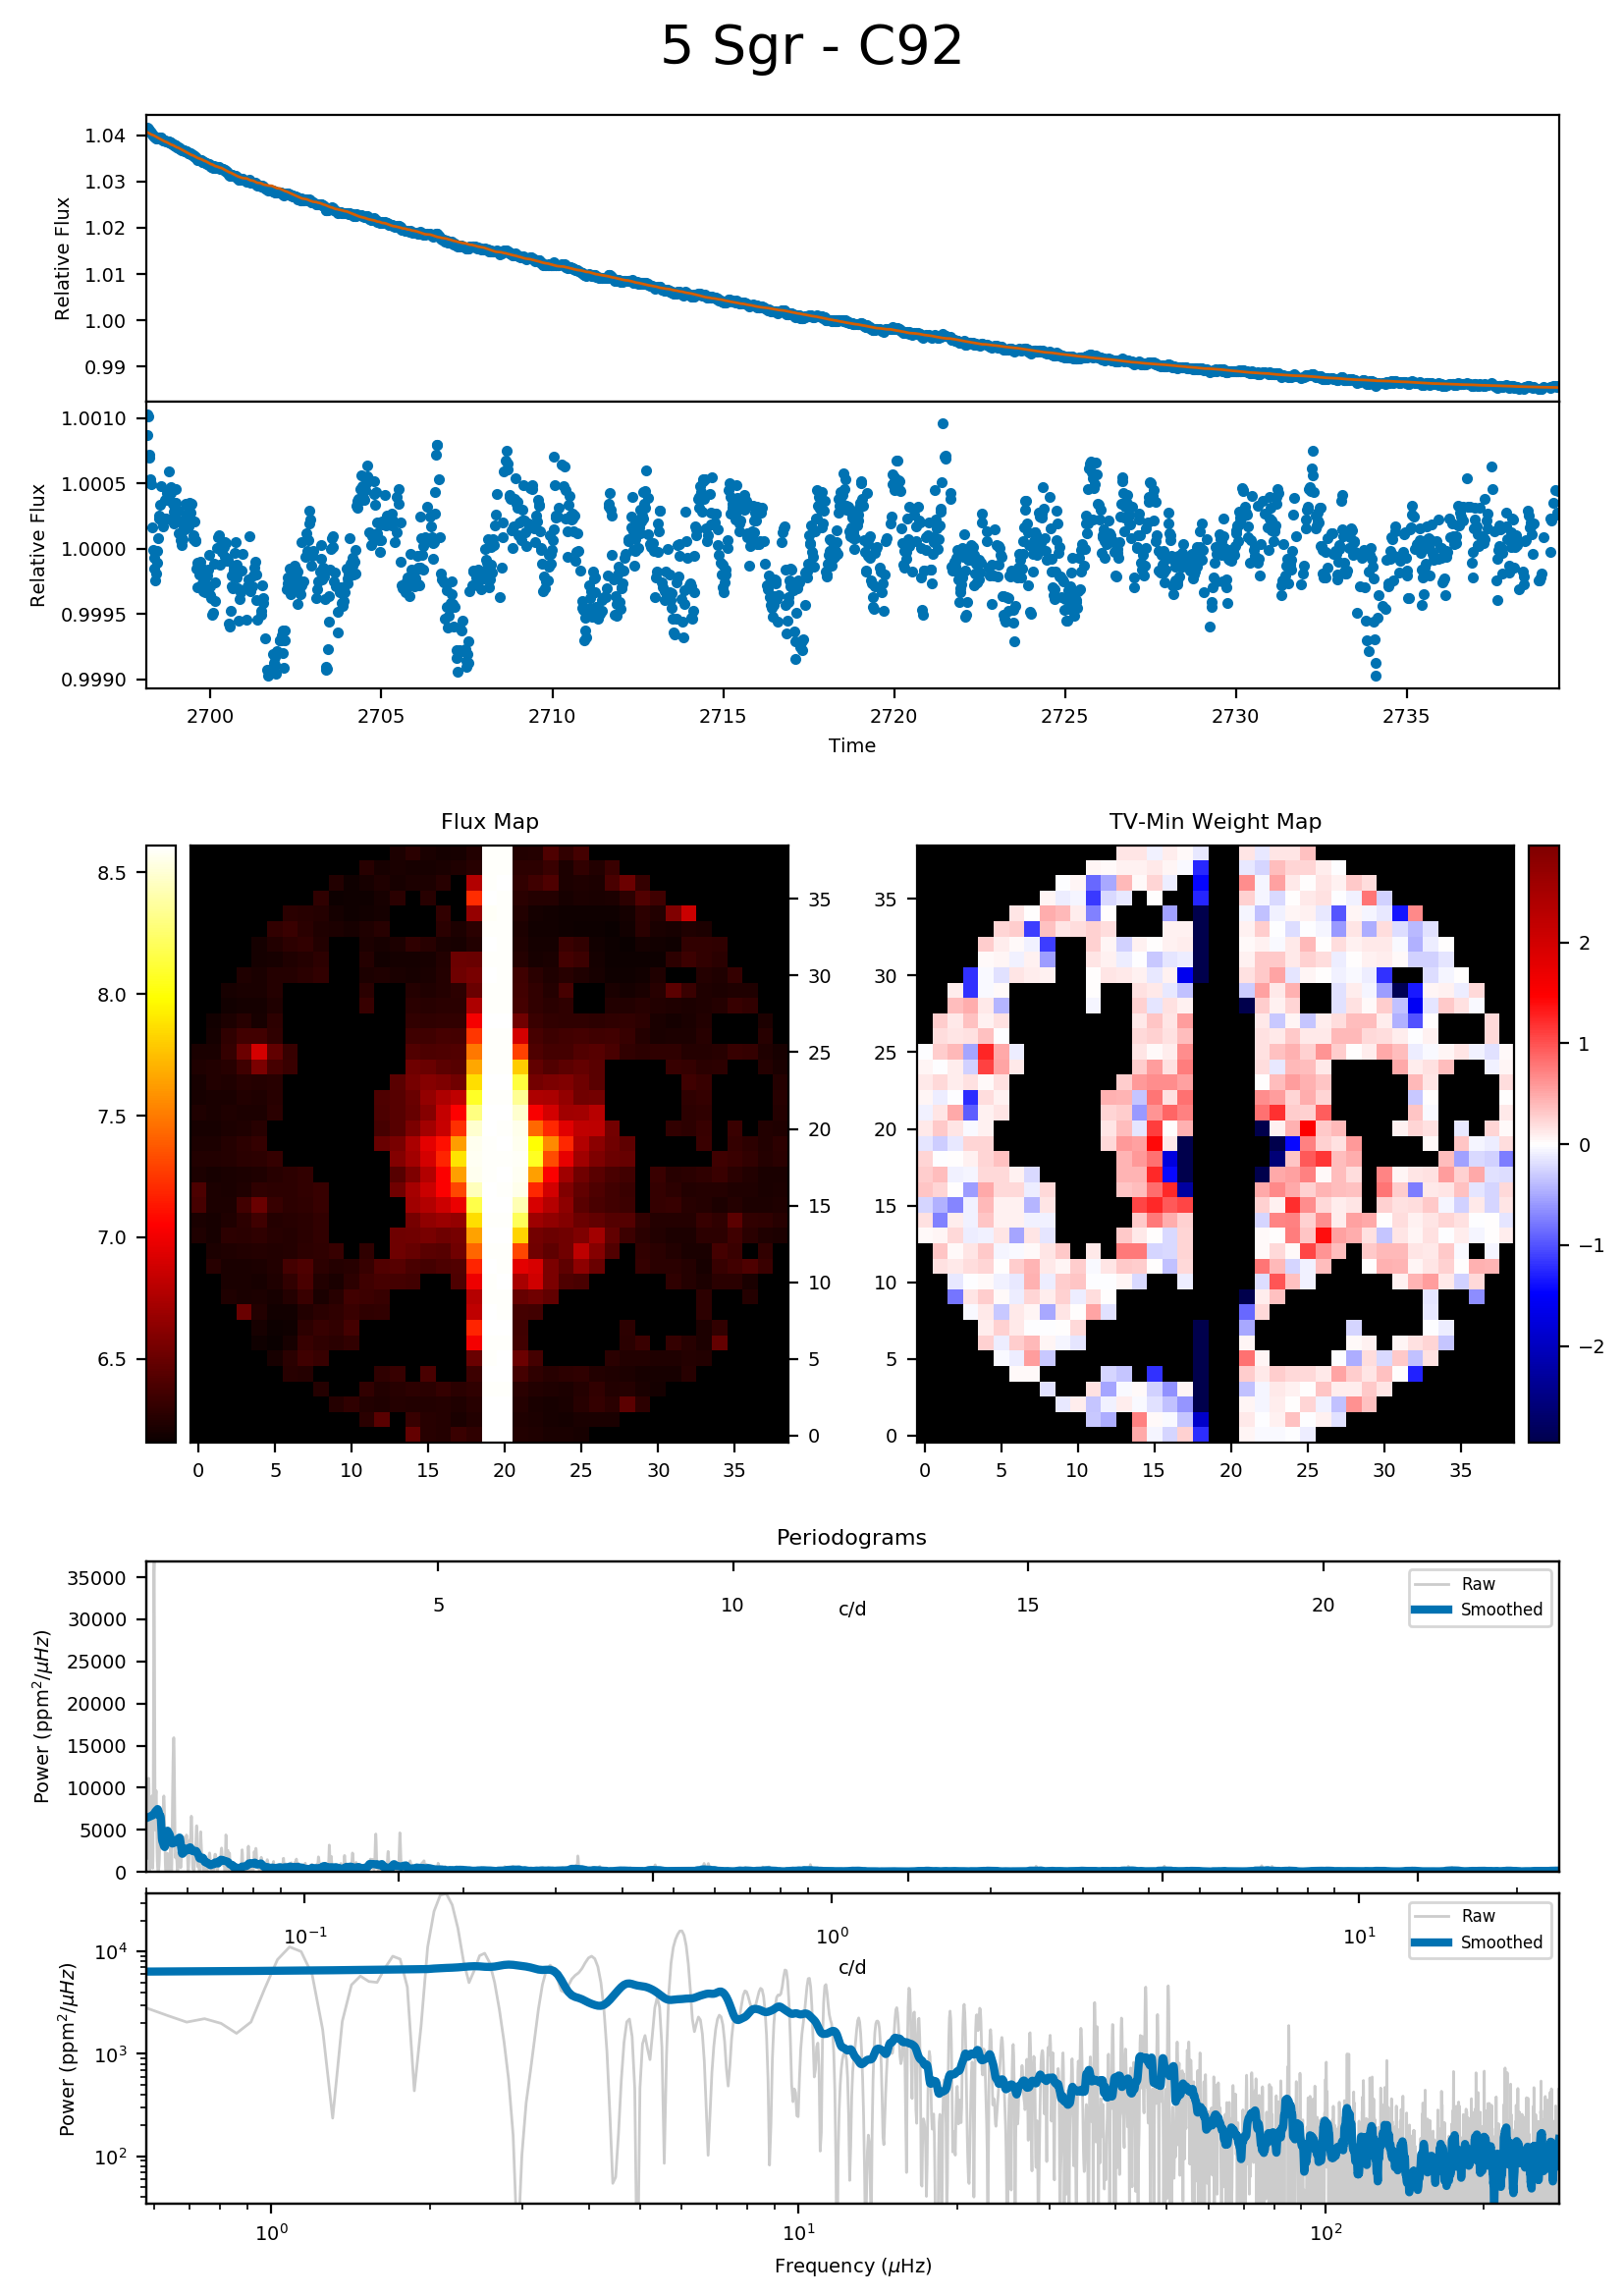 5 Sgr - C92
1.04
1.03
1.02
1.01
1.00
0.99
Relative Flux
1.0010
1.0005
1.0000
0.9995
0.9990
Relative Flux
2700 2705 2710 2715 2720 2725 2730 2735
Time
Flux Map
TV-Min Weight Map
8.5
8.0
7.5
7.0
6.5
35
30
25
20
15
10
5
0
0 5 10 15 20 25 30 35
35
30
25
20
15
10
5
0
0 5 10 15 20 25 30 35
2
1
0
−1
−2
Periodograms
35000
30000
25000
20000
15000
10000
5000
0
Power (ppm²/μHz)
5 10 15 20
c/d
Raw
Smoothed
10⁴
10³
10²
Power (ppm²/μHz)
10⁻¹ 10⁰ 10¹
c/d
Raw
Smoothed
10⁰ 10¹ 10²
Frequency (μHz)